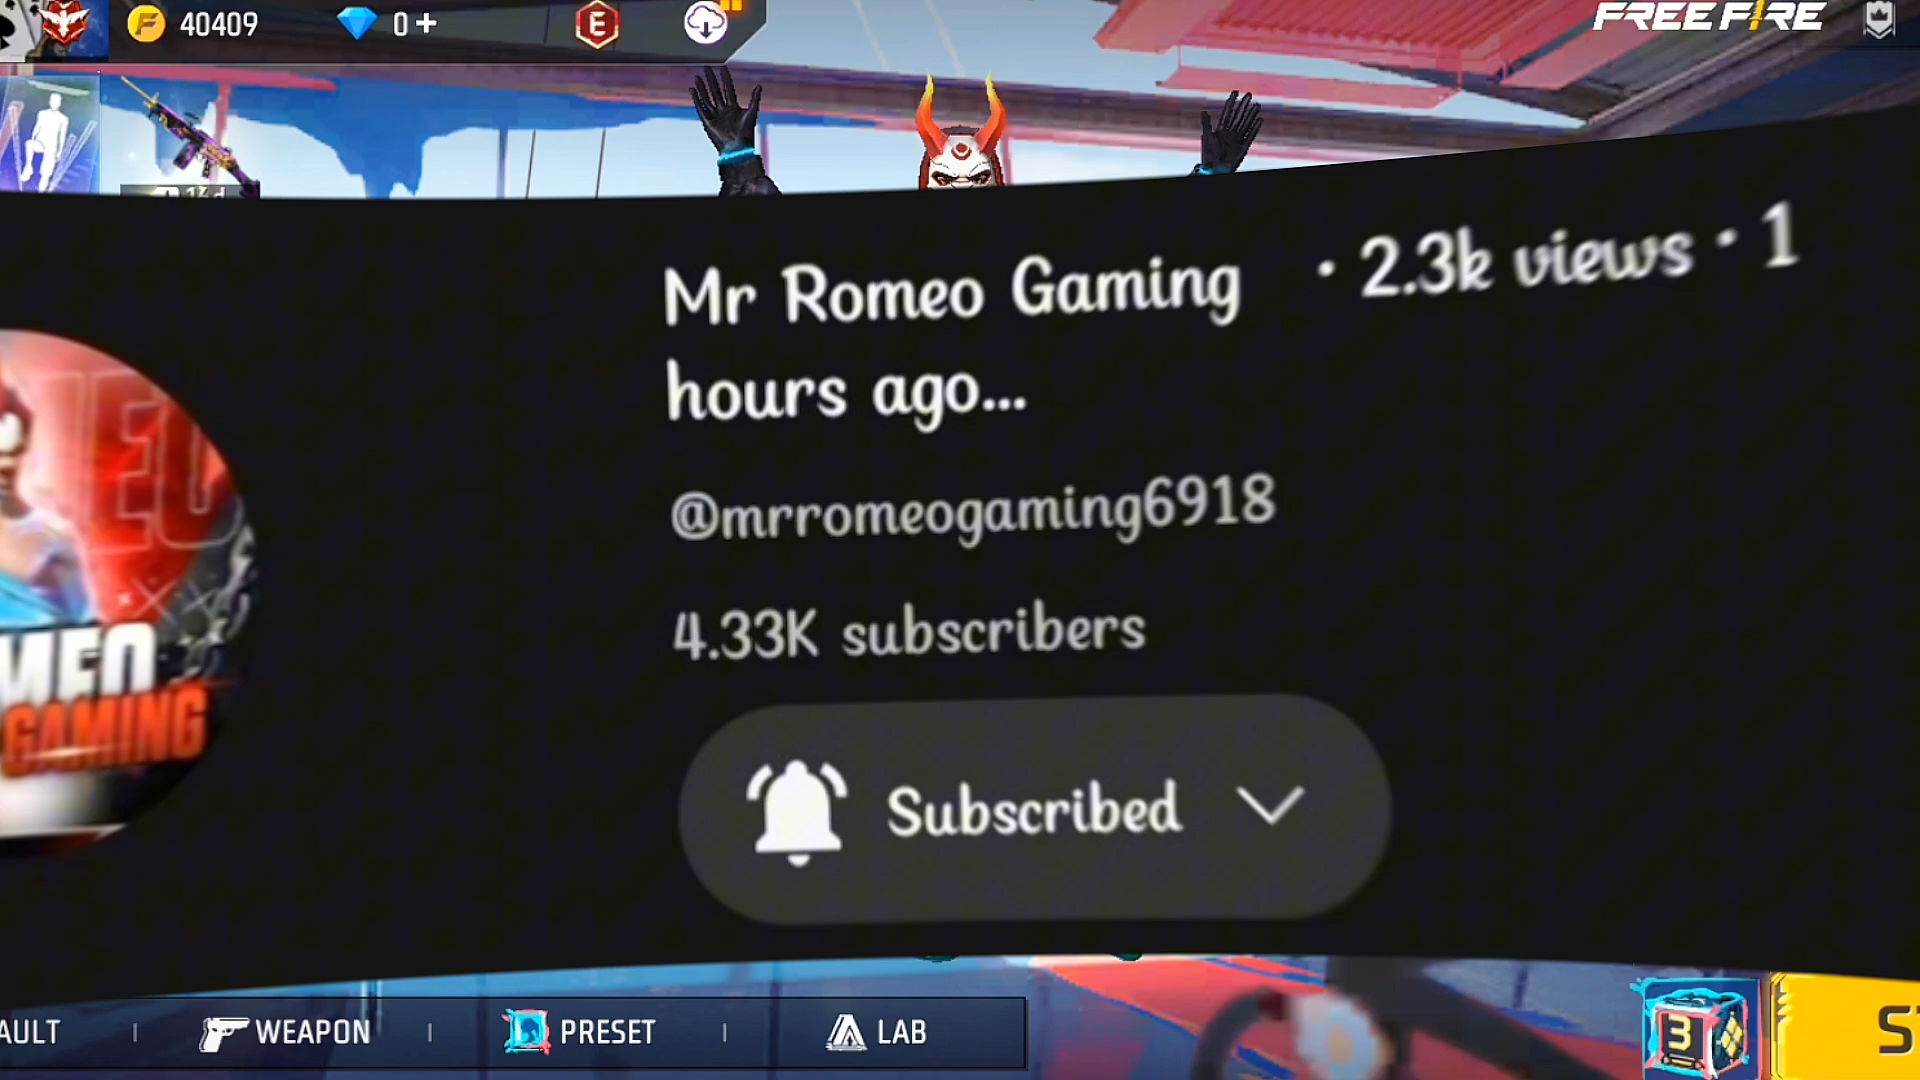 40409
0 +
E
FREE FIRE
Mr Romeo Gaming • 2.3k views • 1
hours ago...
@mrromeogaming6918
4.33K subscribers
Subscribed
GAMING
AULT
WEAPON
PRESET
LAB
3